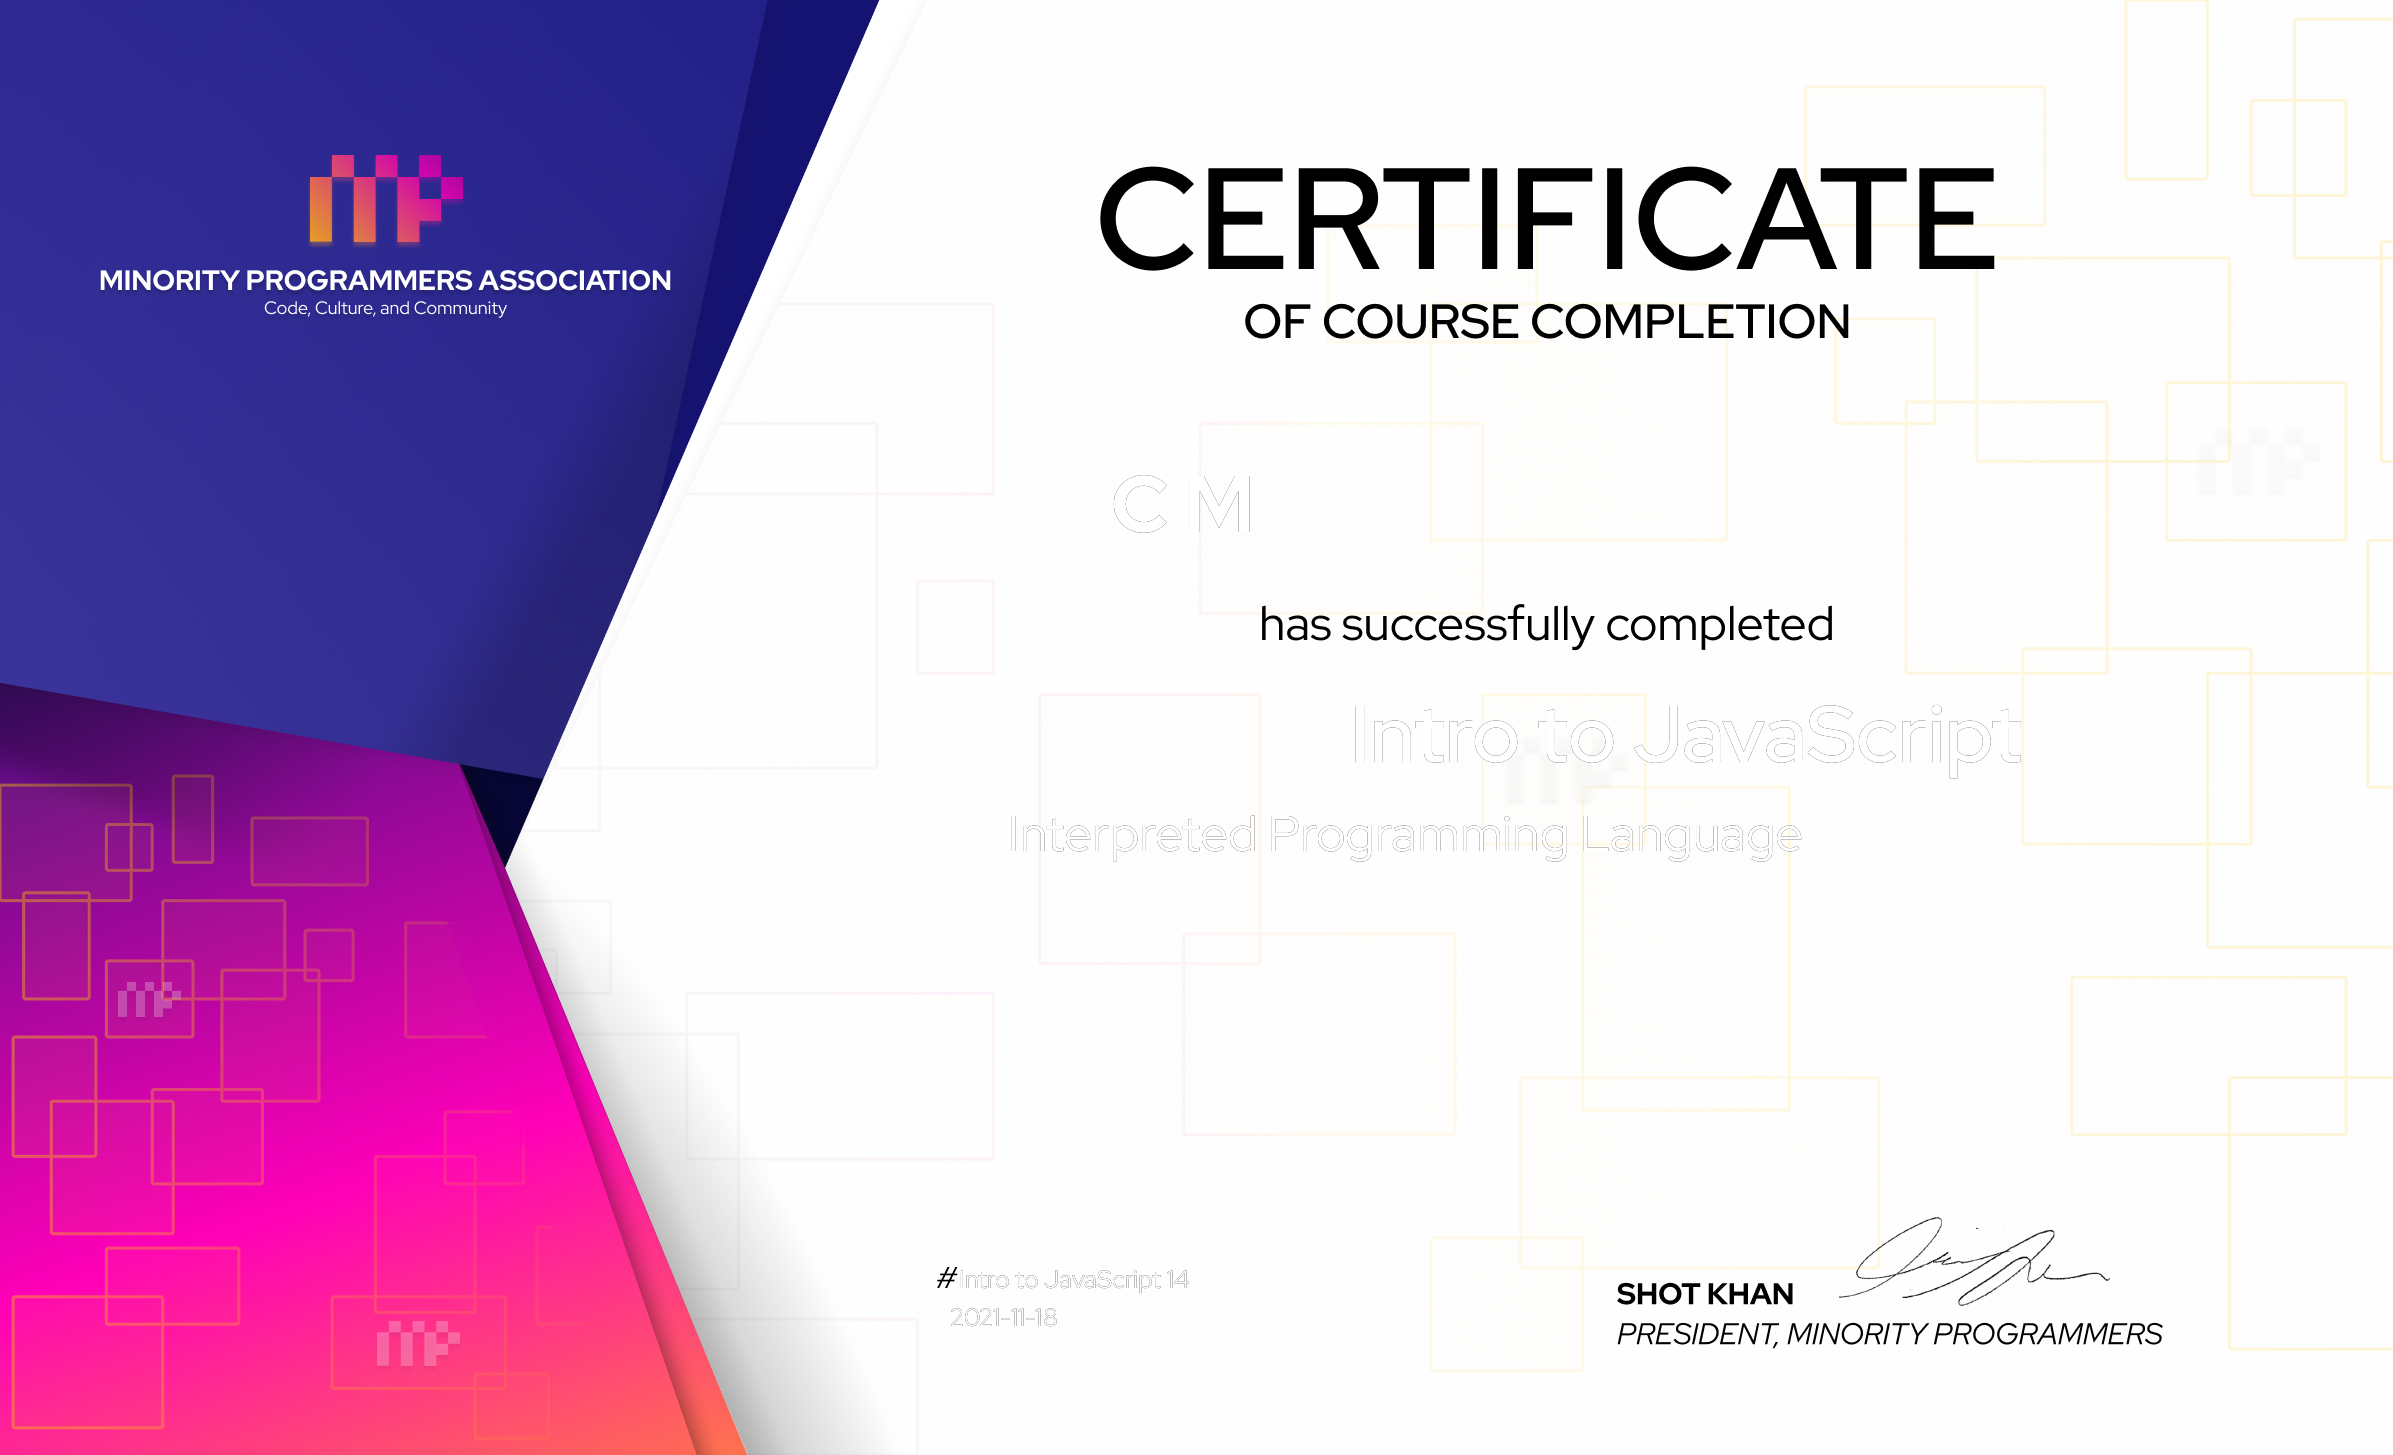 MINORITY PROGRAMMERS ASSOCIATION
Code, Culture, and Community
CERTIFICATE
OF COURSE COMPLETION
C M
has successfully completed
Intro to JavaScript
Interpreted Programming Language
#Intro to JavaScript 14
2021-11-18
SHOT KHAN
PRESIDENT, MINORITY PROGRAMMERS